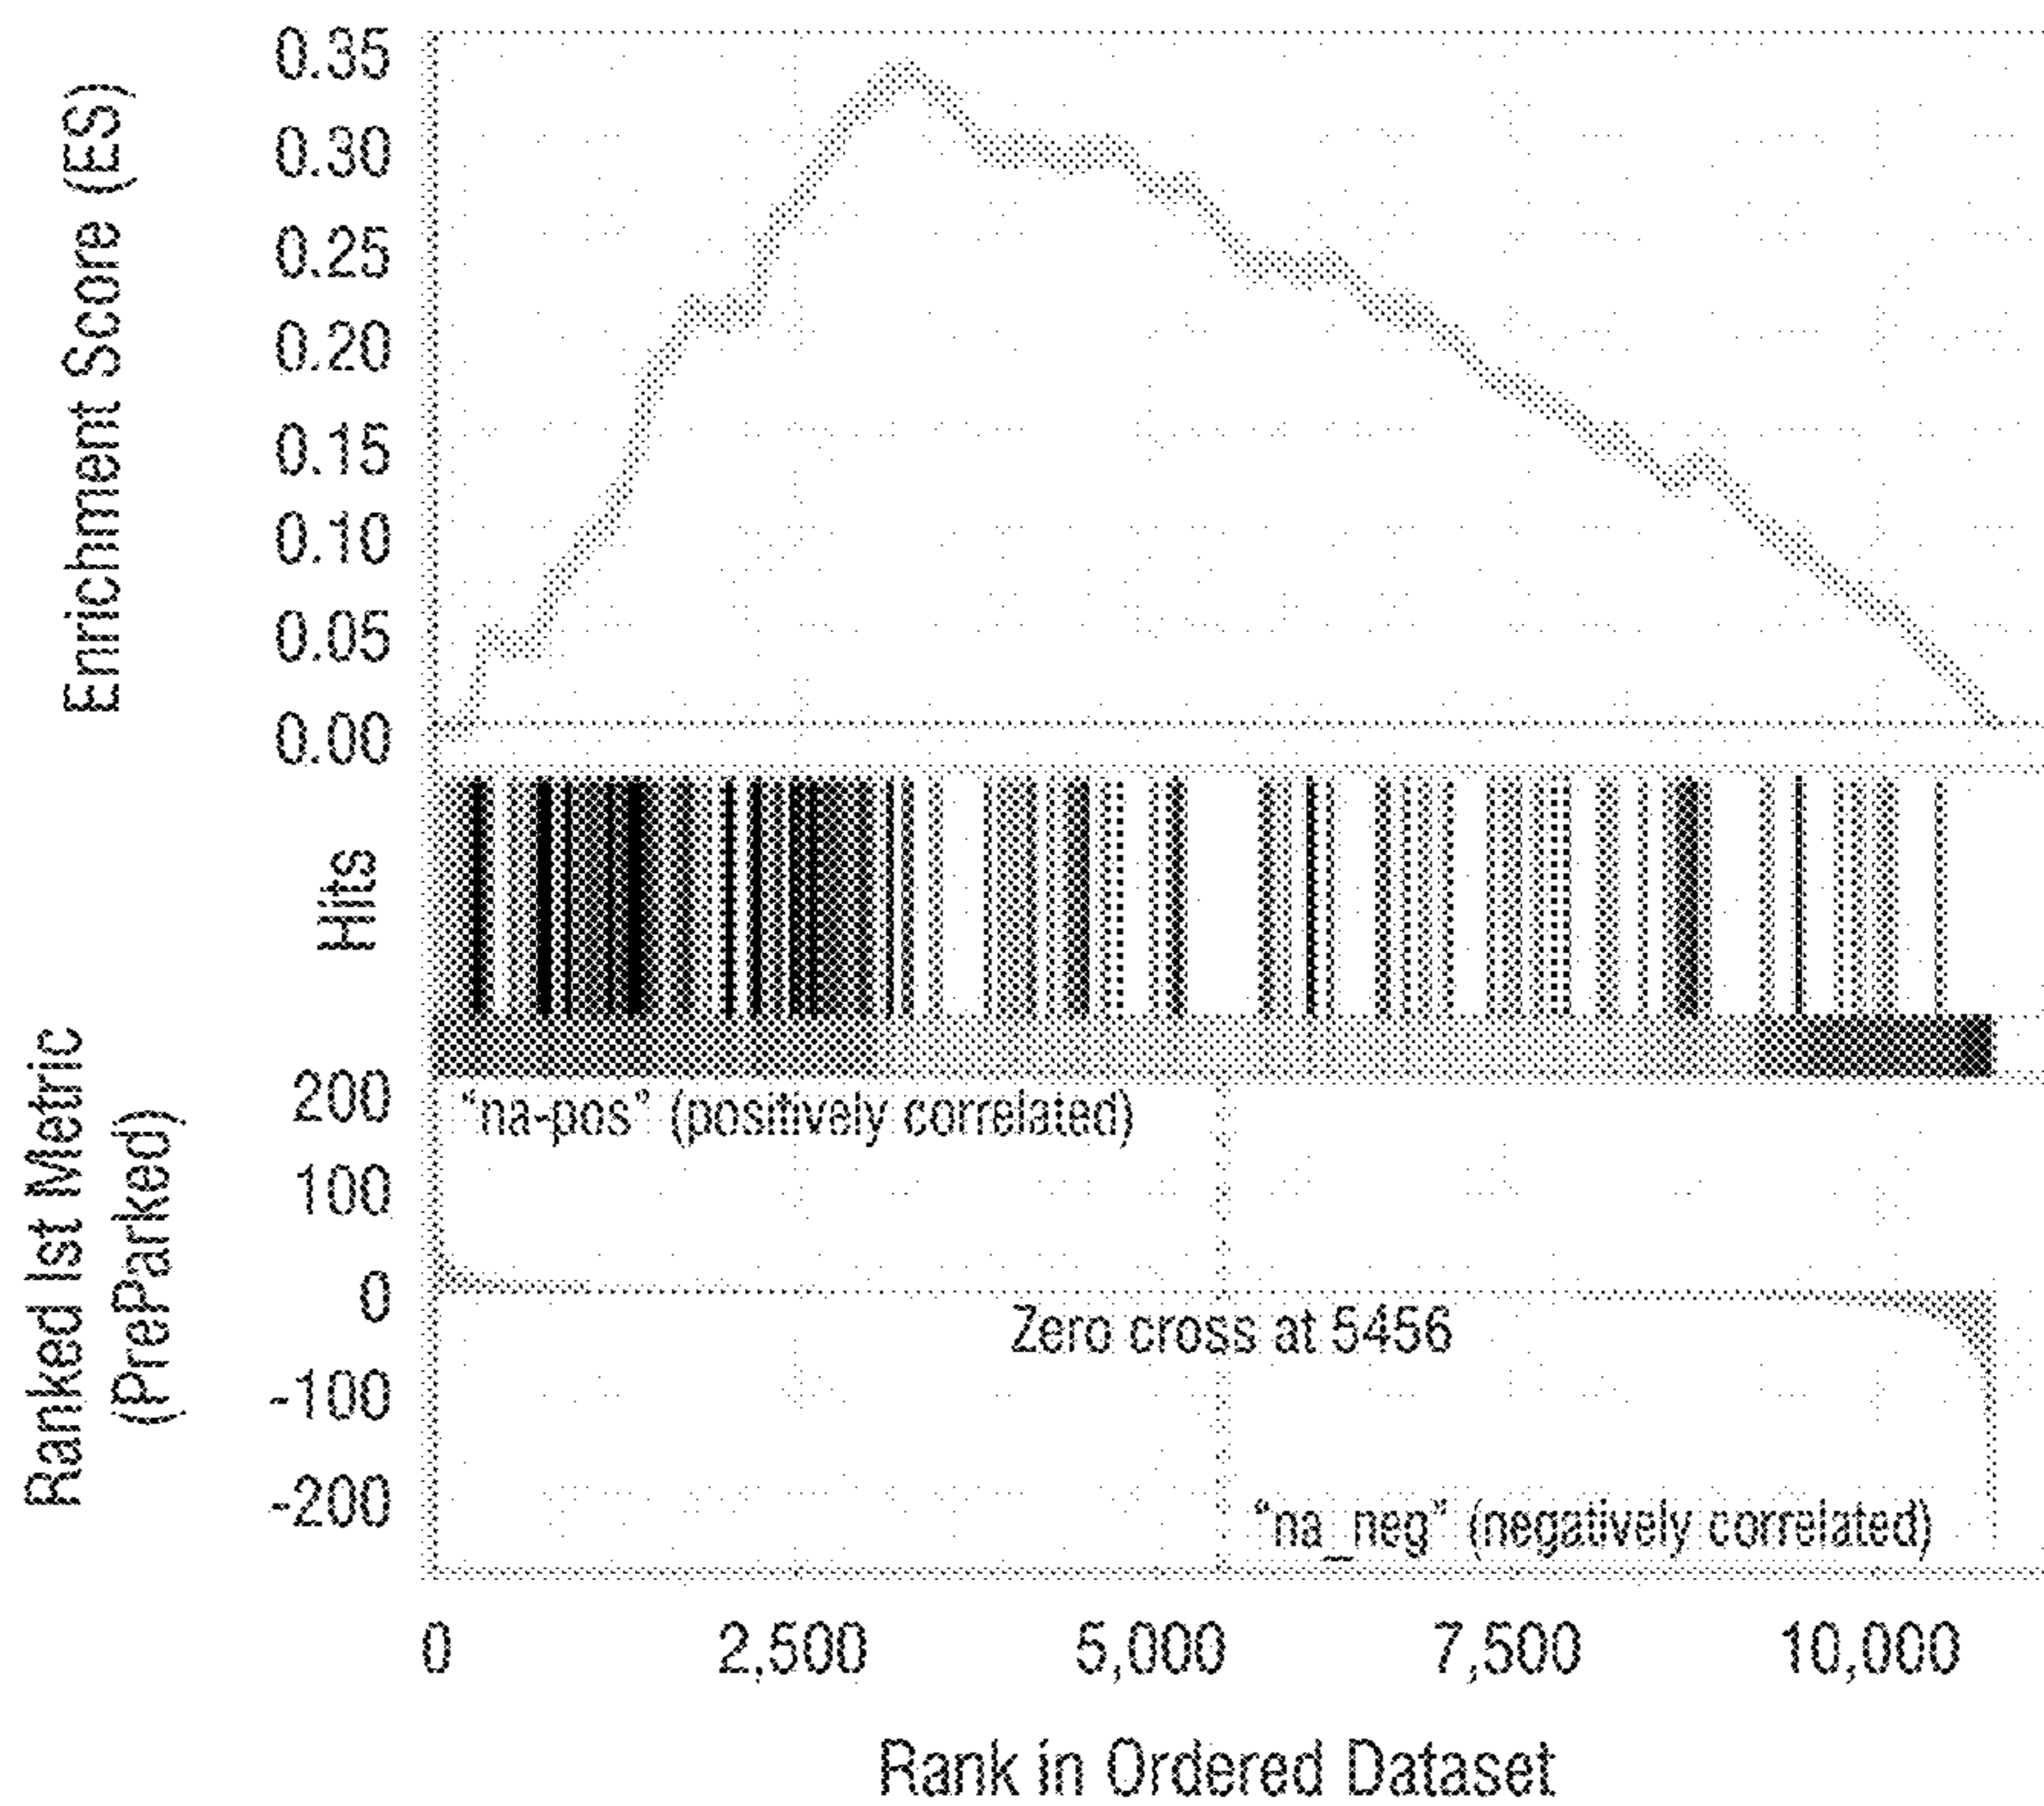 Enrichment Score (ES)
0.35
0.30
0.25
0.20
0.15
0.10
0.05
0.00
Hits
Ranked Ist Metric
(PreParked)
200
100
0
-100
-200
"na-pos" (positively correlated)
Zero cross at 5456
"na_neg" (negatively correlated)
0 2,500 5,000 7,500 10,000
Rank in Ordered Dataset